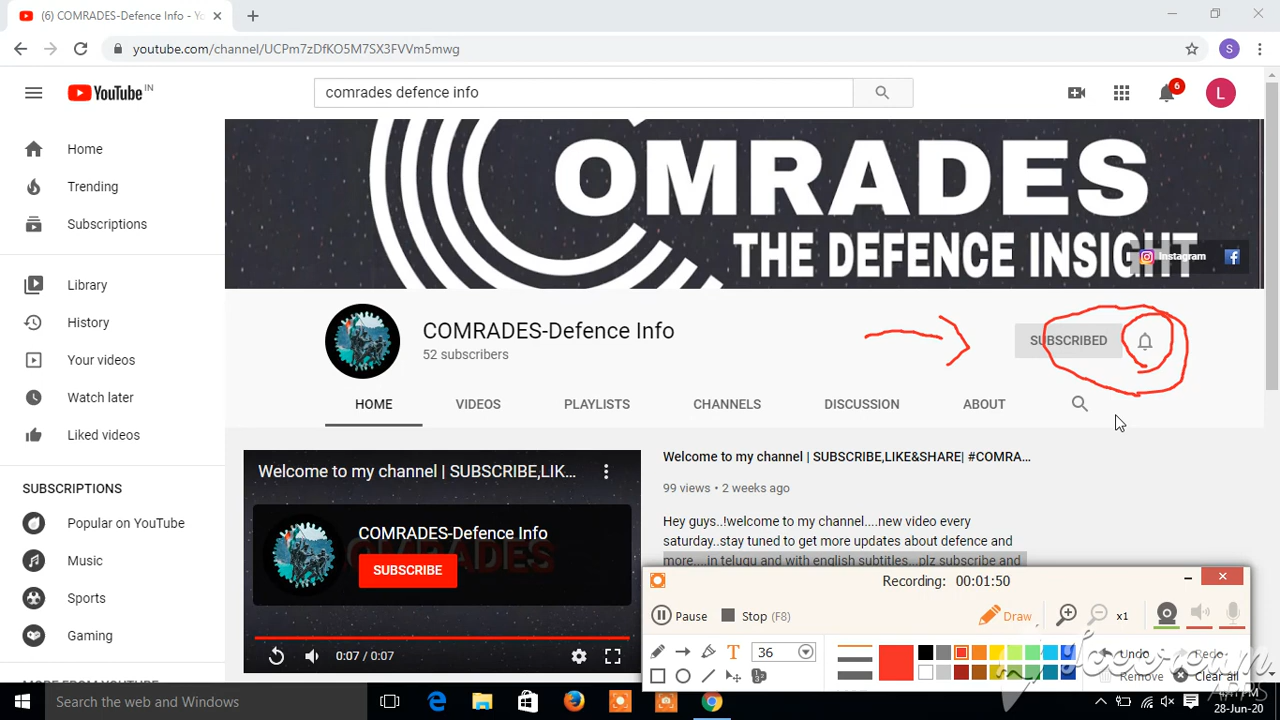 (6) COMRADES-Defence Info - Yo
youtube.com/channel/UCPm7zDfKO5M7SX3FVVm5mwg
S
YouTube IN
comrades defence info
6
L
Home
Trending
Subscriptions
Library
History
Your videos
Watch later
Liked videos
SUBSCRIPTIONS
Popular on YouTube
Music
Sports
Gaming
COMRADES
THE DEFENCE INSIGHT
Instagram
COMRADES-Defence Info
52 subscribers
SUBSCRIBED
HOME
VIDEOS
PLAYLISTS
CHANNELS
DISCUSSION
ABOUT
Welcome to my channel | SUBSCRIBE,LIK...
COMRADES-Defence Info
SUBSCRIBE
0:07 / 0:07
Welcome to my channel | SUBSCRIBE,LIKE&SHARE| #COMRA...
99 views • 2 weeks ago
Hey guys..!welcome to my channel....new video every
saturday..stay tuned to get more updates about defence and
more....in telugu and with english subtitles...plz subscribe and
Recording: 00:01:50
Pause
Stop (F8)
Draw
x1
T
36
Undo
Redo
Remove
Clear all
Search the web and Windows
4:41 PM
28-Jun-20